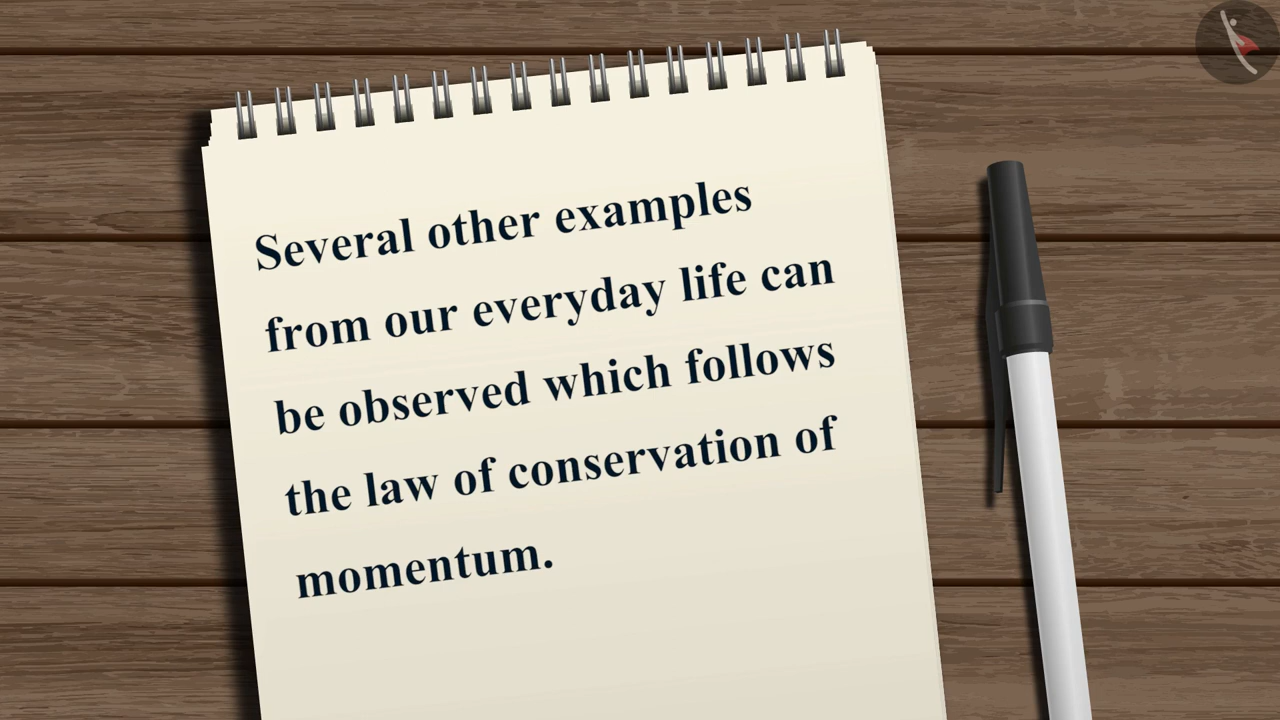 Several other examples
from our everyday life can
be observed which follows
the law of conservation of
momentum.